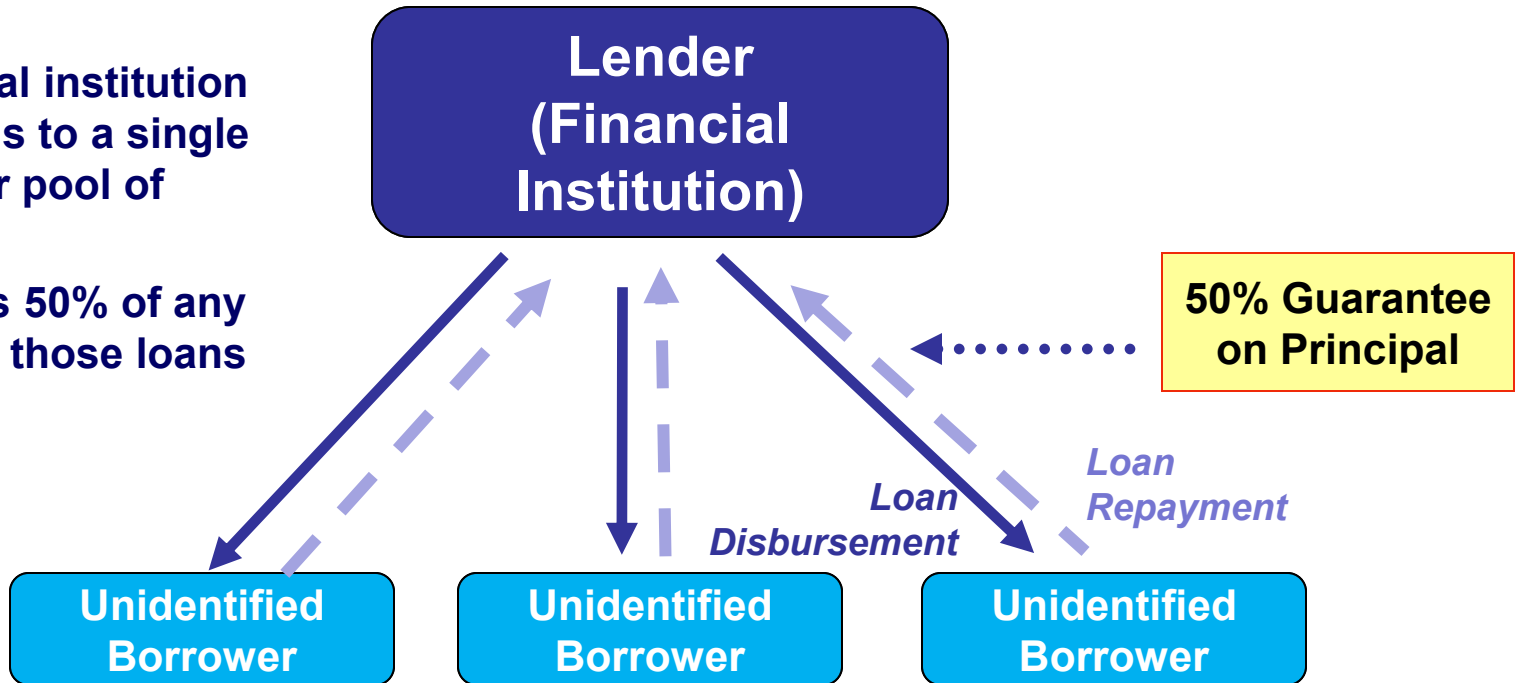 al institution
s to a single
r pool of
s 50% of any
those loans
Lender
(Financial
Institution)
50% Guarantee
on Principal
Loan
Disbursement
Loan
Repayment
Unidentified
Borrower
Unidentified
Borrower
Unidentified
Borrower